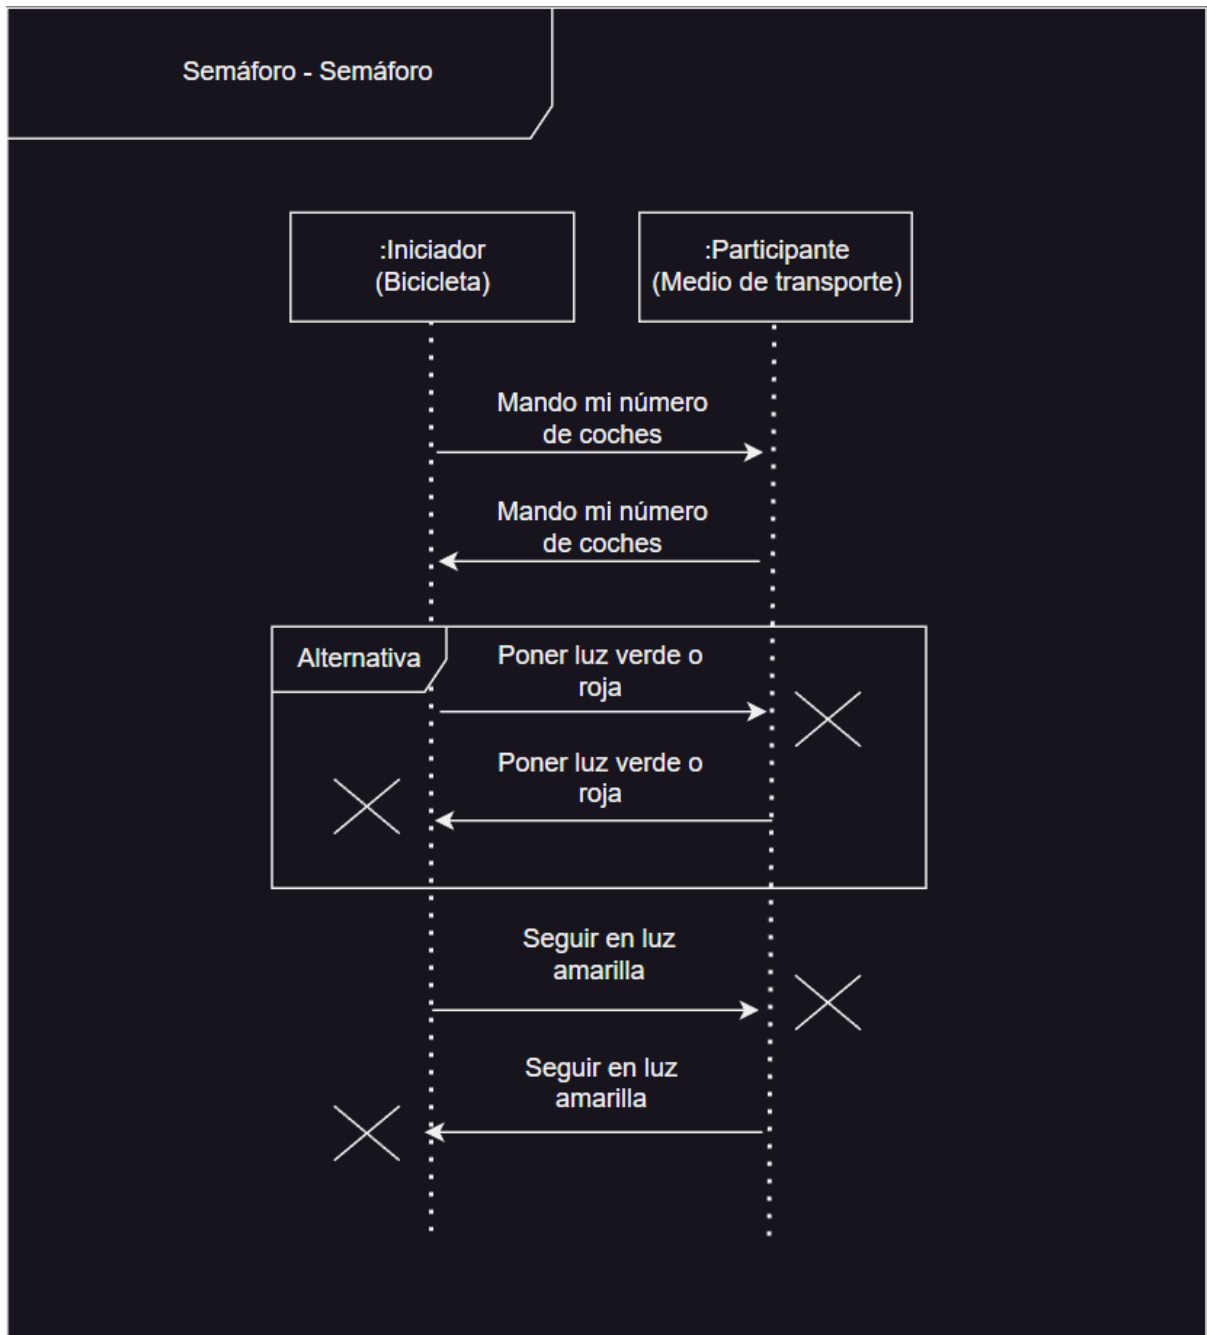 Semáforo - Semáforo
:Iniciador
(Bicicleta)
:Participante
(Medio de transporte)
Mando mi número
de coches
Mando mi número
de coches
Alternativa
Poner luz verde o
roja
Poner luz verde o
roja
Seguir en luz
amarilla
Seguir en luz
amarilla